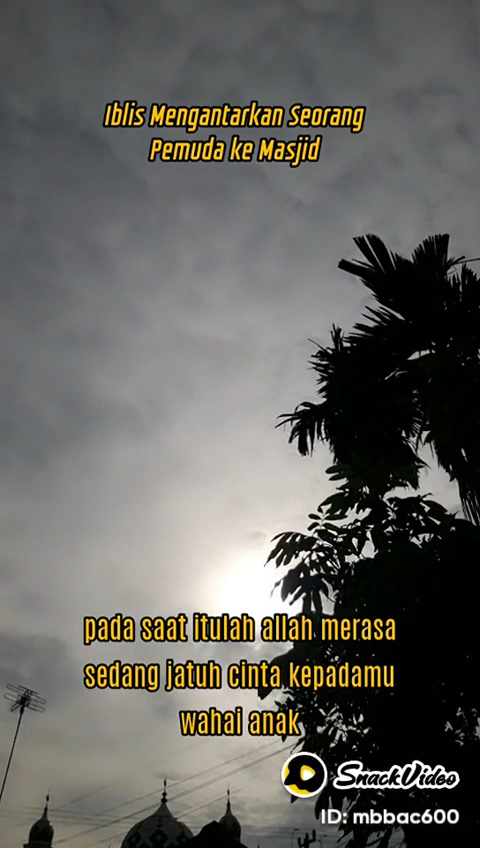 Iblis Mengantarkan Seorang
Pemuda ke Masjid
pada saat itulah allah merasa
sedang jatuh cinta kepadamu
wahai anak
SnackVideo
ID: mbbac600